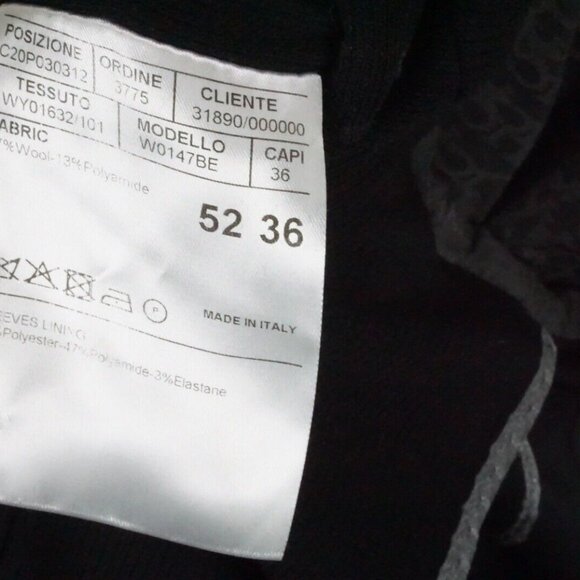 POSIZIONE ORDINE CLIENTE
C20P030312 3775 31890/000000
TESSUTO MODELLO CAPI
WY01632/101 W0147BE 36
ABRIC
7%Wool-13%Polyamide
52 36
P
MADE IN ITALY
EEVES LINING
%Polyester-47%Polyamide-3%Elastane